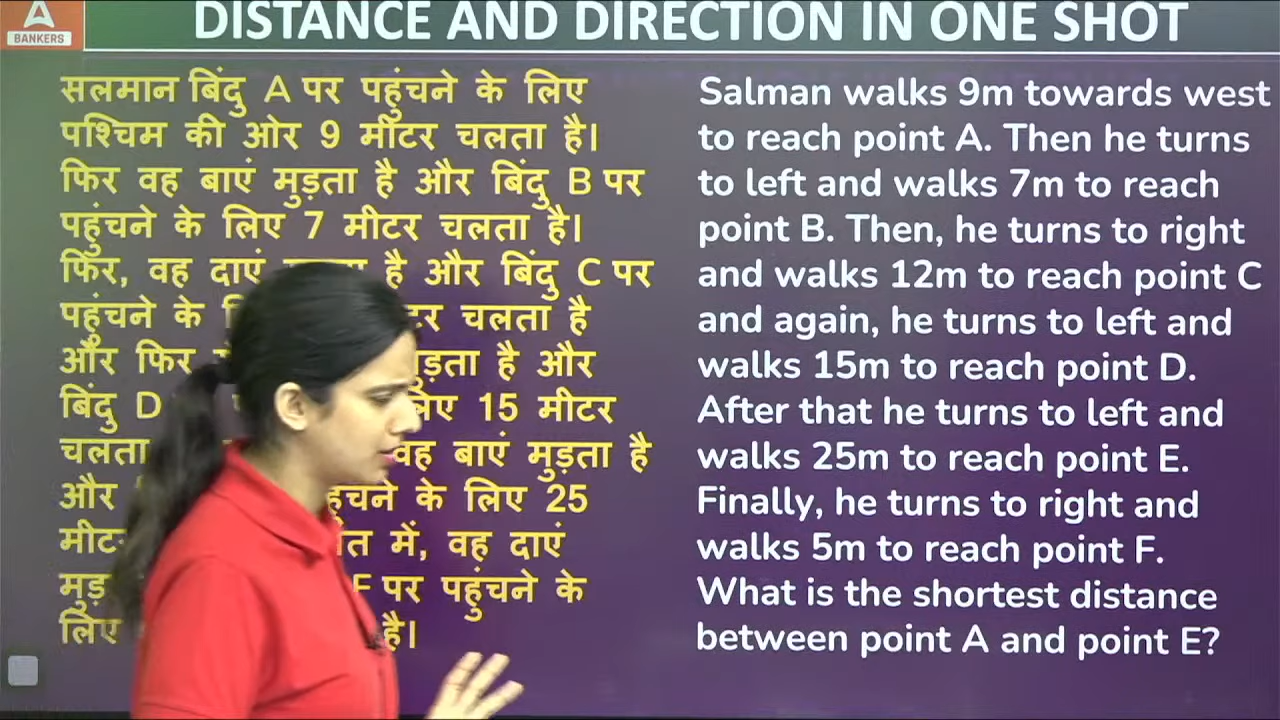 BANKERS
DISTANCE AND DIRECTION IN ONE SHOT
सलमान बिंदु A पर पहुंचने के लिए
पश्चिम की ओर 9 मीटर चलता है।
फिर वह बाएं मुड़ता है और बिंदु B पर
पहुंचने के लिए 7 मीटर चलता है।
फिर, वह दाएं है और बिंदु C पर
पहुंचने के चलता है
और फिर है और
बिंदु D 15 मीटर
चलता वह बाएं मुड़ता है
और के लिए 25
में, वह दाएं
पर पहुंचने के
लिए है।
Salman walks 9m towards west
to reach point A. Then he turns
to left and walks 7m to reach
point B. Then, he turns to right
and walks 12m to reach point C
and again, he turns to left and
walks 15m to reach point D.
After that he turns to left and
walks 25m to reach point E.
Finally, he turns to right and
walks 5m to reach point F.
What is the shortest distance
between point A and point E?